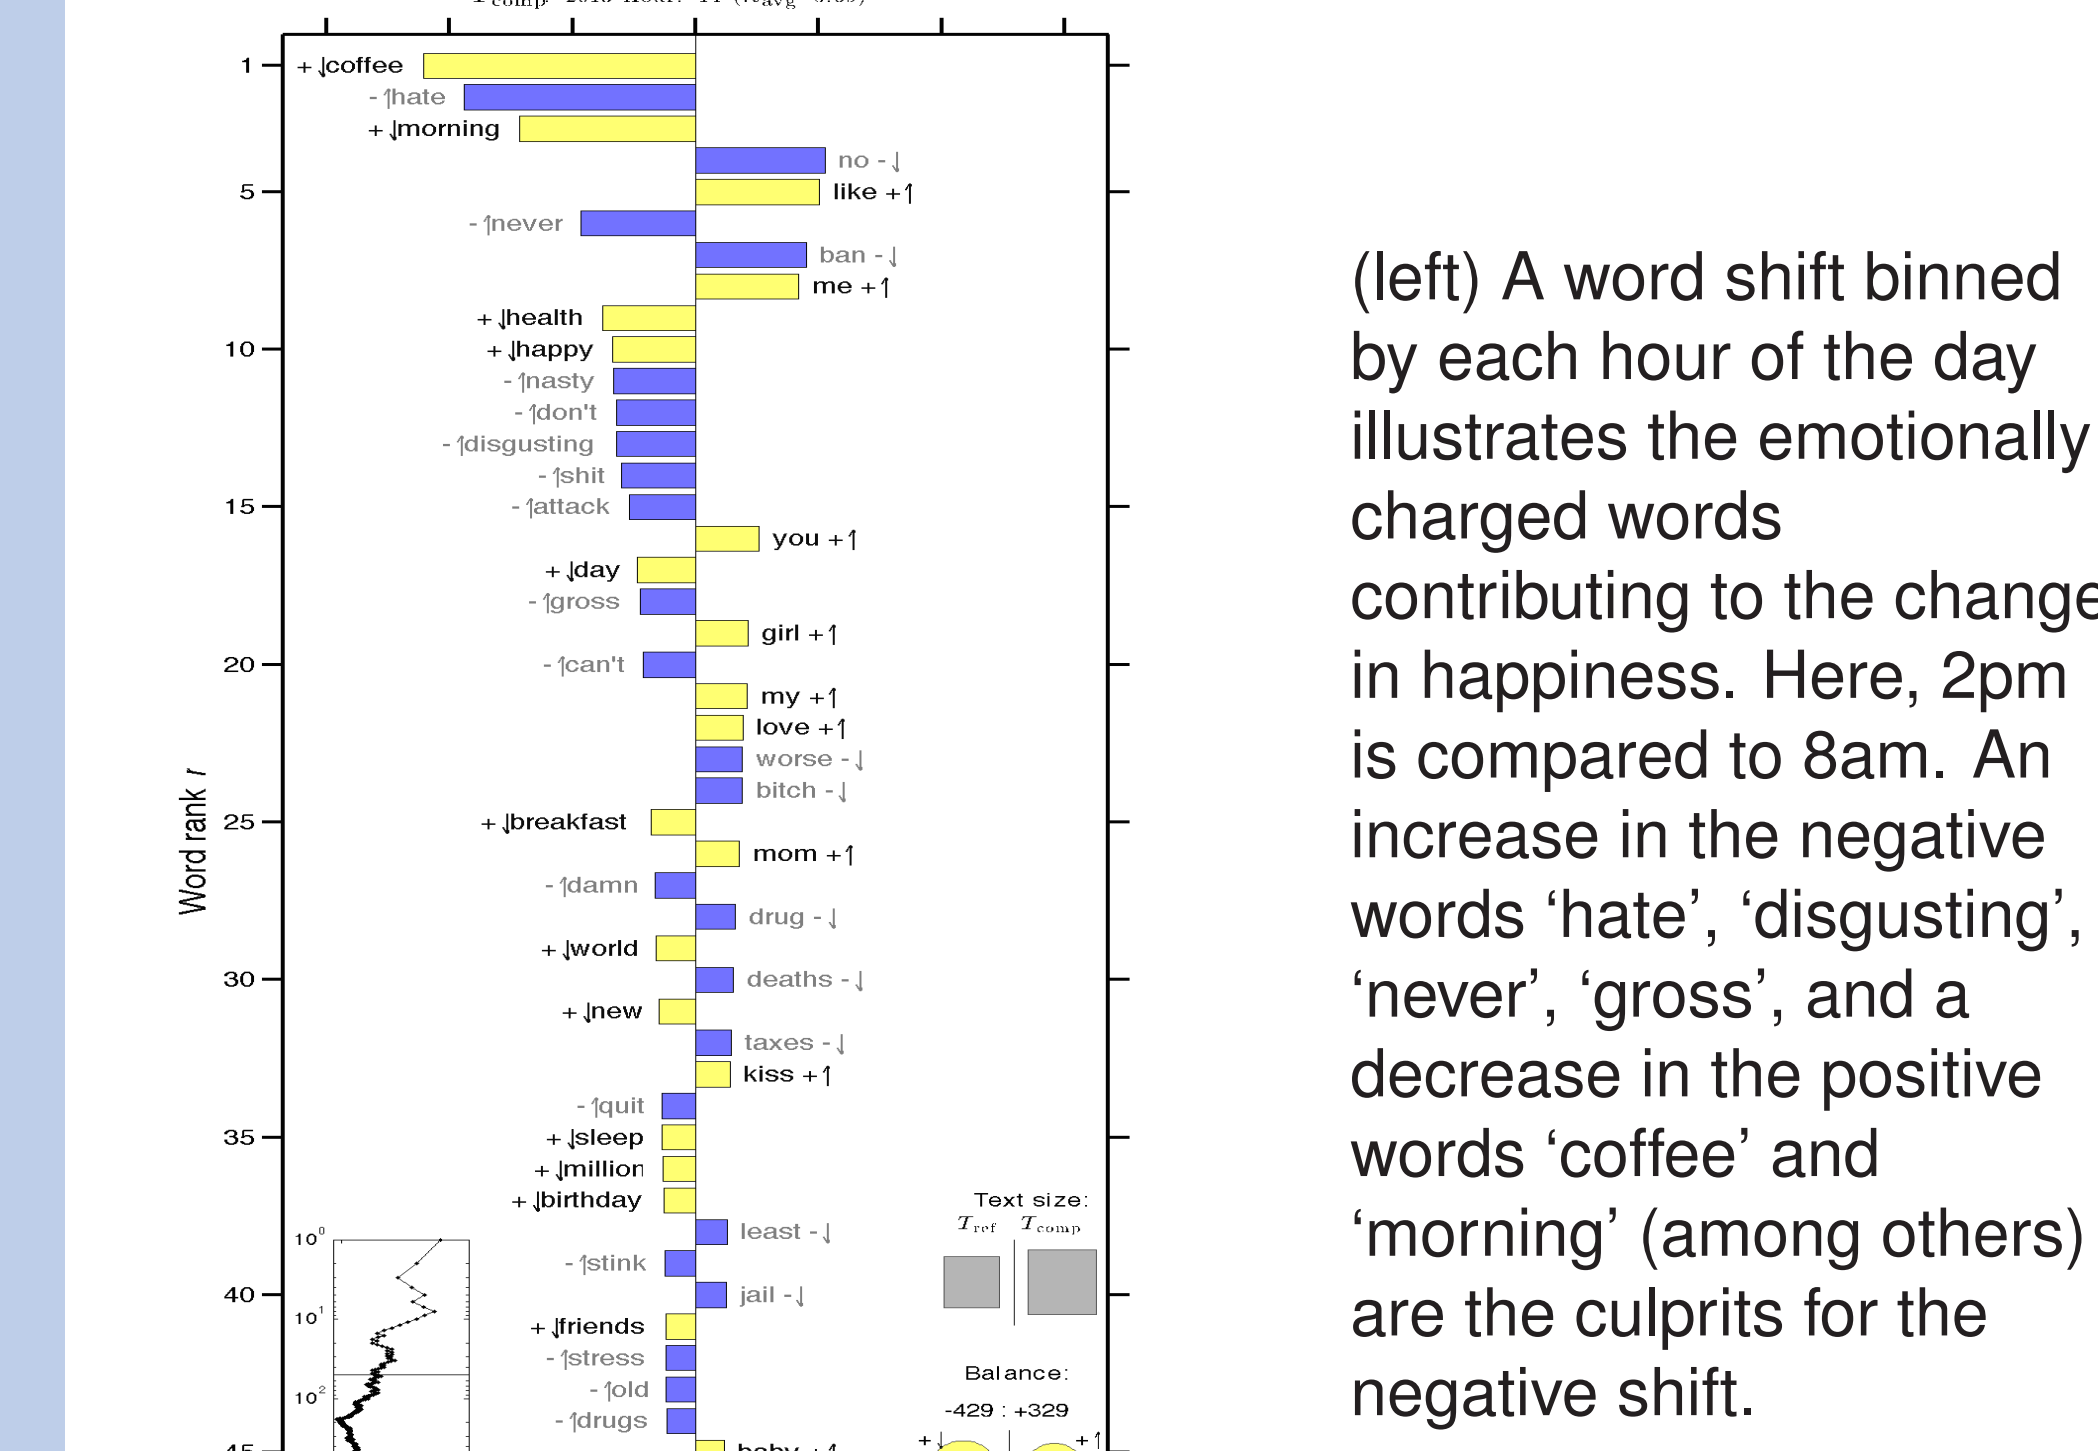 1
+↓coffee
-↑hate
+↓morning
no -↓
5
like +↑
-↑never
ban -↓
me +↑
+↓health
10
+↓happy
-↑nasty
-↑don't
-↑disgusting
-↑shit
15
-↑attack
you +↑
+↓day
-↑gross
girl +↑
20
-↑can't
my +↑
love +↑
worse -↓
bitch -↓
25
+↓breakfast
mom +↑
-↑damn
drug -↓
+↓world
30
deaths -↓
+↓new
taxes -↓
kiss +↑
-↑quit
35
+↓sleep
+↓million
+↓birthday
least -↓
-↑stink
40
jail -↓
+↓friends
-↑stress
-↑old
-↑drugs
Word rank r
10^0
10^1
10^2
Text size:
T_ref T_comp
Balance:
-429 : +329
+↓ +↑
(left) A word shift binned
by each hour of the day
illustrates the emotionally
charged words
contributing to the change
in happiness. Here, 2pm
is compared to 8am. An
increase in the negative
words ‘hate’, ‘disgusting’,
‘never’, ‘gross’, and a
decrease in the positive
words ‘coffee’ and
‘morning’ (among others)
are the culprits for the
negative shift.